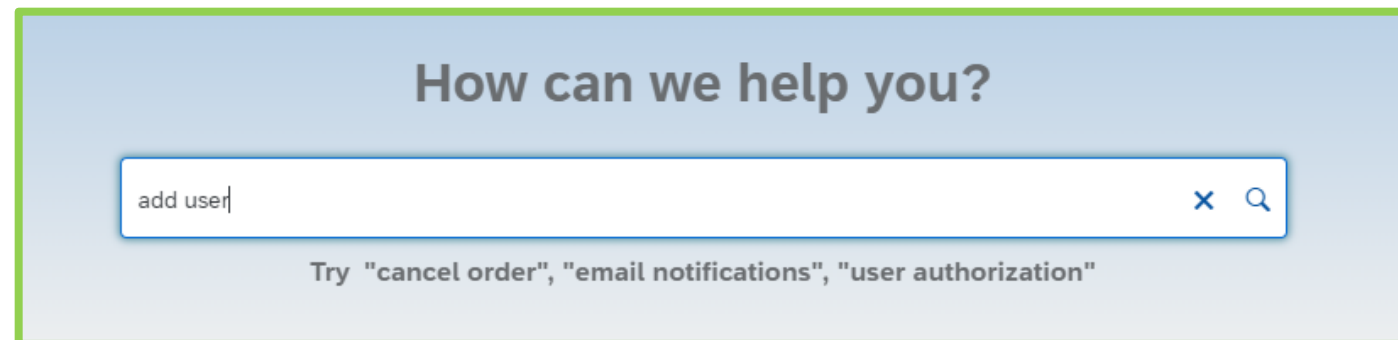 How can we help you?
add user
Try "cancel order", "email notifications", "user authorization"